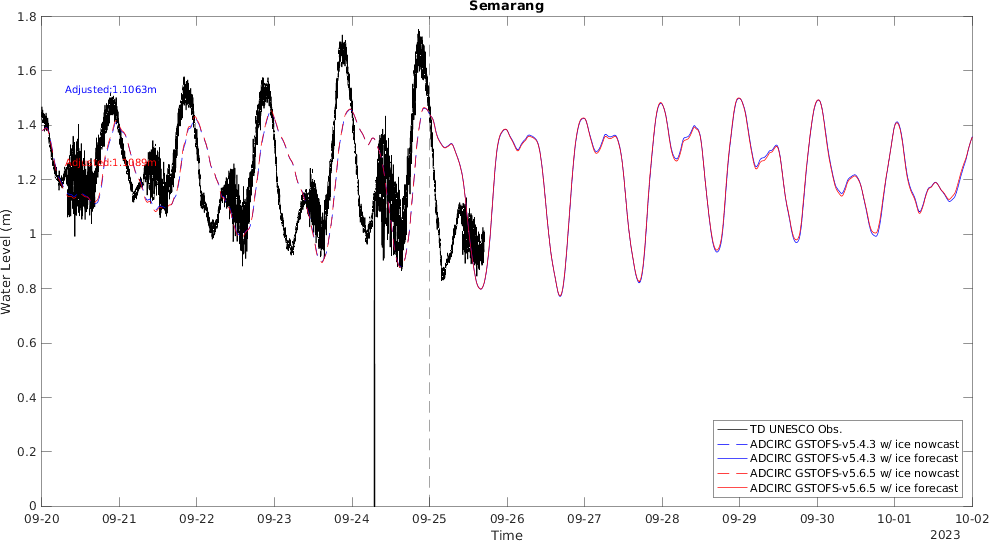 Semarang
1.8
1.6
1.4
1.2
1
0.8
0.6
0.4
0.2
0
Water Level (m)
Adjusted:1.1063m
TD UNESCO Obs.
ADCIRC GSTOFS-v5.4.3 w/ ice nowcast
ADCIRC GSTOFS-v5.4.3 w/ ice forecast
ADCIRC GSTOFS-v5.6.5 w/ ice nowcast
ADCIRC GSTOFS-v5.6.5 w/ ice forecast
09-20 09-21 09-22 09-23 09-24 09-25 09-26 09-27 09-28 09-29 09-30 10-01 10-02
Time
2023